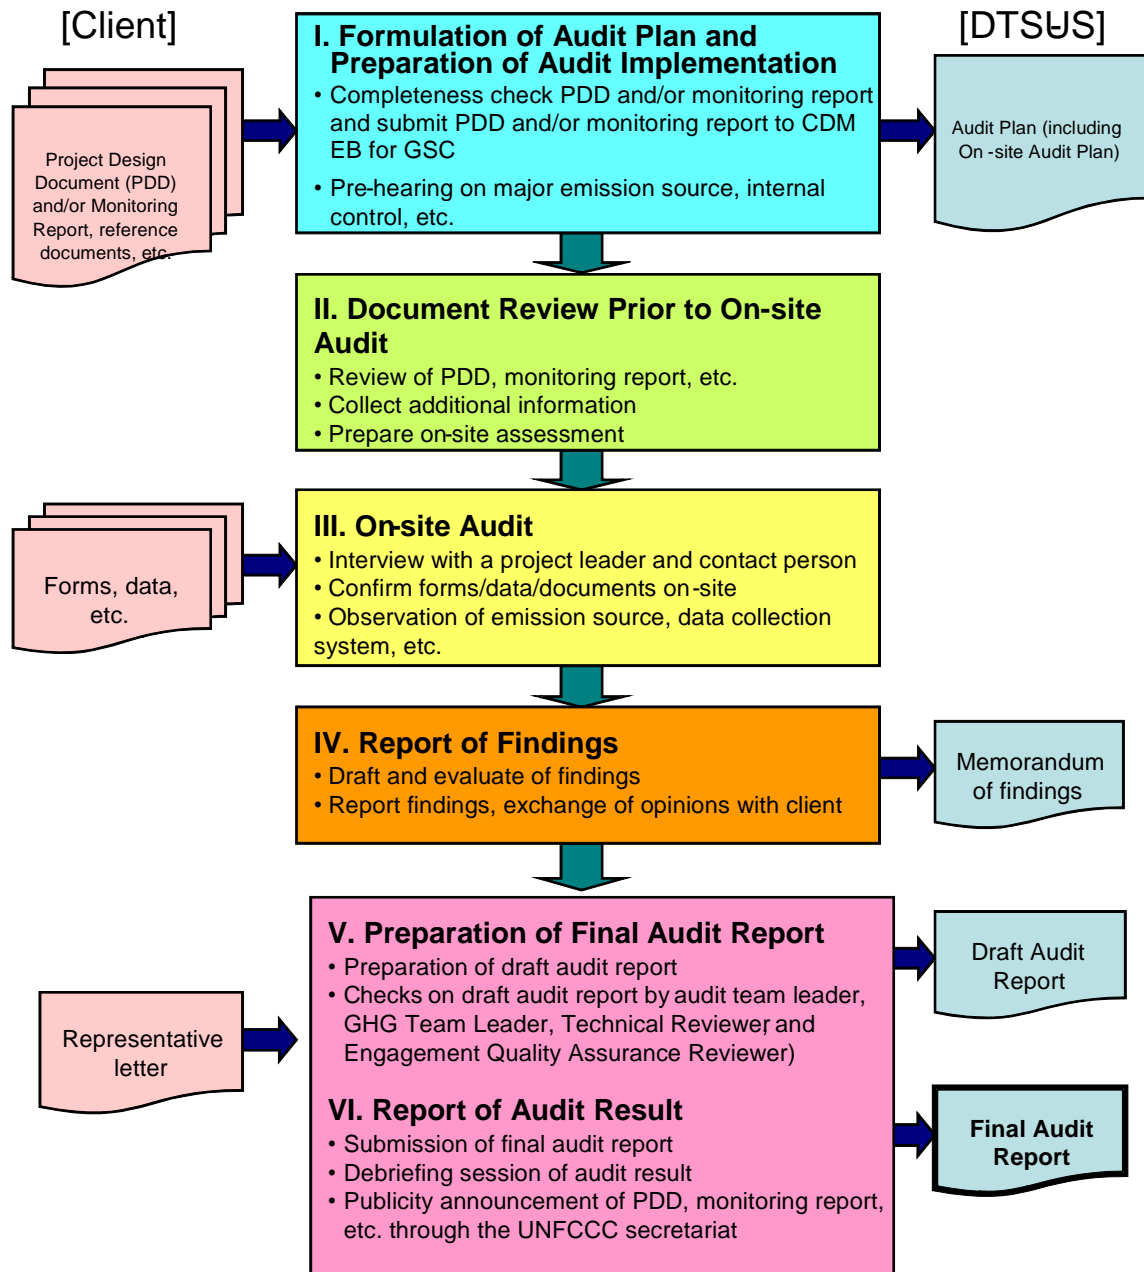 [Client]
[DTSUS]
Project Design
Document (PDD)
and/or Monitoring
Report, reference
documents, etc.
I. Formulation of Audit Plan and
Preparation of Audit Implementation
• Completeness check PDD and/or monitoring report
and submit PDD and/or monitoring report to CDM
EB for GSC
• Pre-hearing on major emission source, internal
control, etc.
Audit Plan (including
On -site Audit Plan)
II. Document Review Prior to On-site
Audit
• Review of PDD, monitoring report, etc.
• Collect additional information
• Prepare on-site assessment
Forms, data,
etc.
III. On-site Audit
• Interview with a project leader and contact person
• Confirm forms/data/documents on-site
• Observation of emission source, data collection
system, etc.
IV. Report of Findings
• Draft and evaluate of findings
• Report findings, exchange of opinions with client
Memorandum
of findings
Representative
letter
V. Preparation of Final Audit Report
• Preparation of draft audit report
• Checks on draft audit report by audit team leader,
GHG Team Leader, Technical Reviewer, and
Engagement Quality Assurance Reviewer)
Draft Audit
Report
VI. Report of Audit Result
• Submission of final audit report
• Debriefing session of audit result
• Publicity announcement of PDD, monitoring report,
etc. through the UNFCCC secretariat
Final Audit
Report